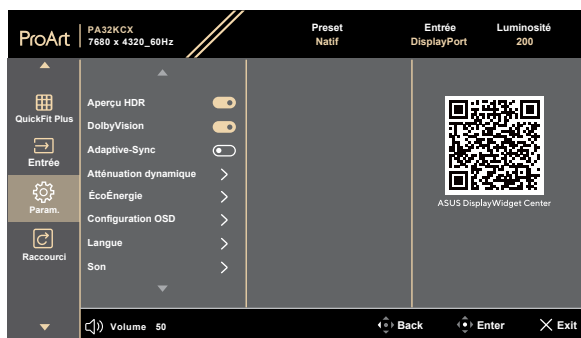 ProArt
PA32KCX
7680 x 4320_60Hz
Preset
Natif
Entrée
DisplayPort
Luminosité
200
QuickFit Plus
Entrée
Param.
Raccourci
Aperçu HDR
DolbyVision
Adaptive-Sync
Atténuation dynamique
ÉcoÉnergie
Configuration OSD
Langue
Son
ASUS DisplayWidget Center
Volume 50
Back
Enter
Exit